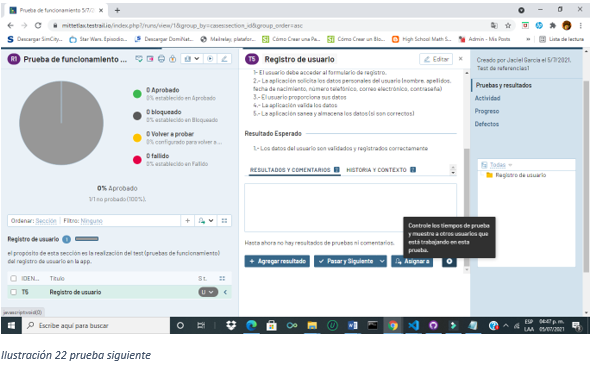 Prueba de funcionamiento 5/7/2
mittetlax.testrail.io/index.php?/runs/view/1&group_by=cases:section_id&group_order=asc
Descargar SimCity... Star Wars. Episodio... Descargar DomiNat... Mailrelay, platafor... Cómo Crear una Pa... Cómo Crear un Blo... High School Math S... Admin - Mis Posts » Lista de lectura
R1 Prueba de funcionamiento ...
0 Aprobado
0% establecido en Aprobado
0 bloqueado
0% establecido en Bloqueado
0 Volver a probar
0% configurado para volver a ...
0 fallido
0% establecido en Fallido
0% Aprobado
1/1 no probado (100%).
Ordenar: Sección | Filtro: Ninguno
Registro de usuario 1
el propósito de esta sección es la realización del test (pruebas de funcionamiento)
del registro de usuario en la app.
IDEN... Título St.
T5 Registro de usuario U
javascript:void(0)
T5 Registro de usuario Editar
1.- El usuario debe acceder al formulario de registro.
2.- La aplicación solicita los datos personales del usuario (nombre, apellidos,
fecha de nacimiento, número telefónico, correo electrónico, contraseña)
3.- El usuario proporciona sus datos
4.- La aplicación valida los datos
5.- La aplicación sanea y almacena los datos(si son correctos)
Resultado Esperado
1.- Los datos del usuario son validados y registrados correctamente
RESULTADOS Y COMENTARIOS HISTORIA Y CONTEXTO
Controle los tiempos de prueba
y muestre a otros usuarios que
está trabajando en esta
prueba.
Hasta ahora no hay resultados de pruebas ni comentarios.
+ Agregar resultado Pasar y Siguiente Asignar a
Creado por Jaciel García el 5/7/2021.
Test de referencias1
Pruebas y resultados
Actividad
Progreso
Defectos
Todas
Registro de usuario
Escribe aquí para buscar
ESP 04:47 p. m.
LAA 05/07/2021
Ilustración 22 prueba siguiente